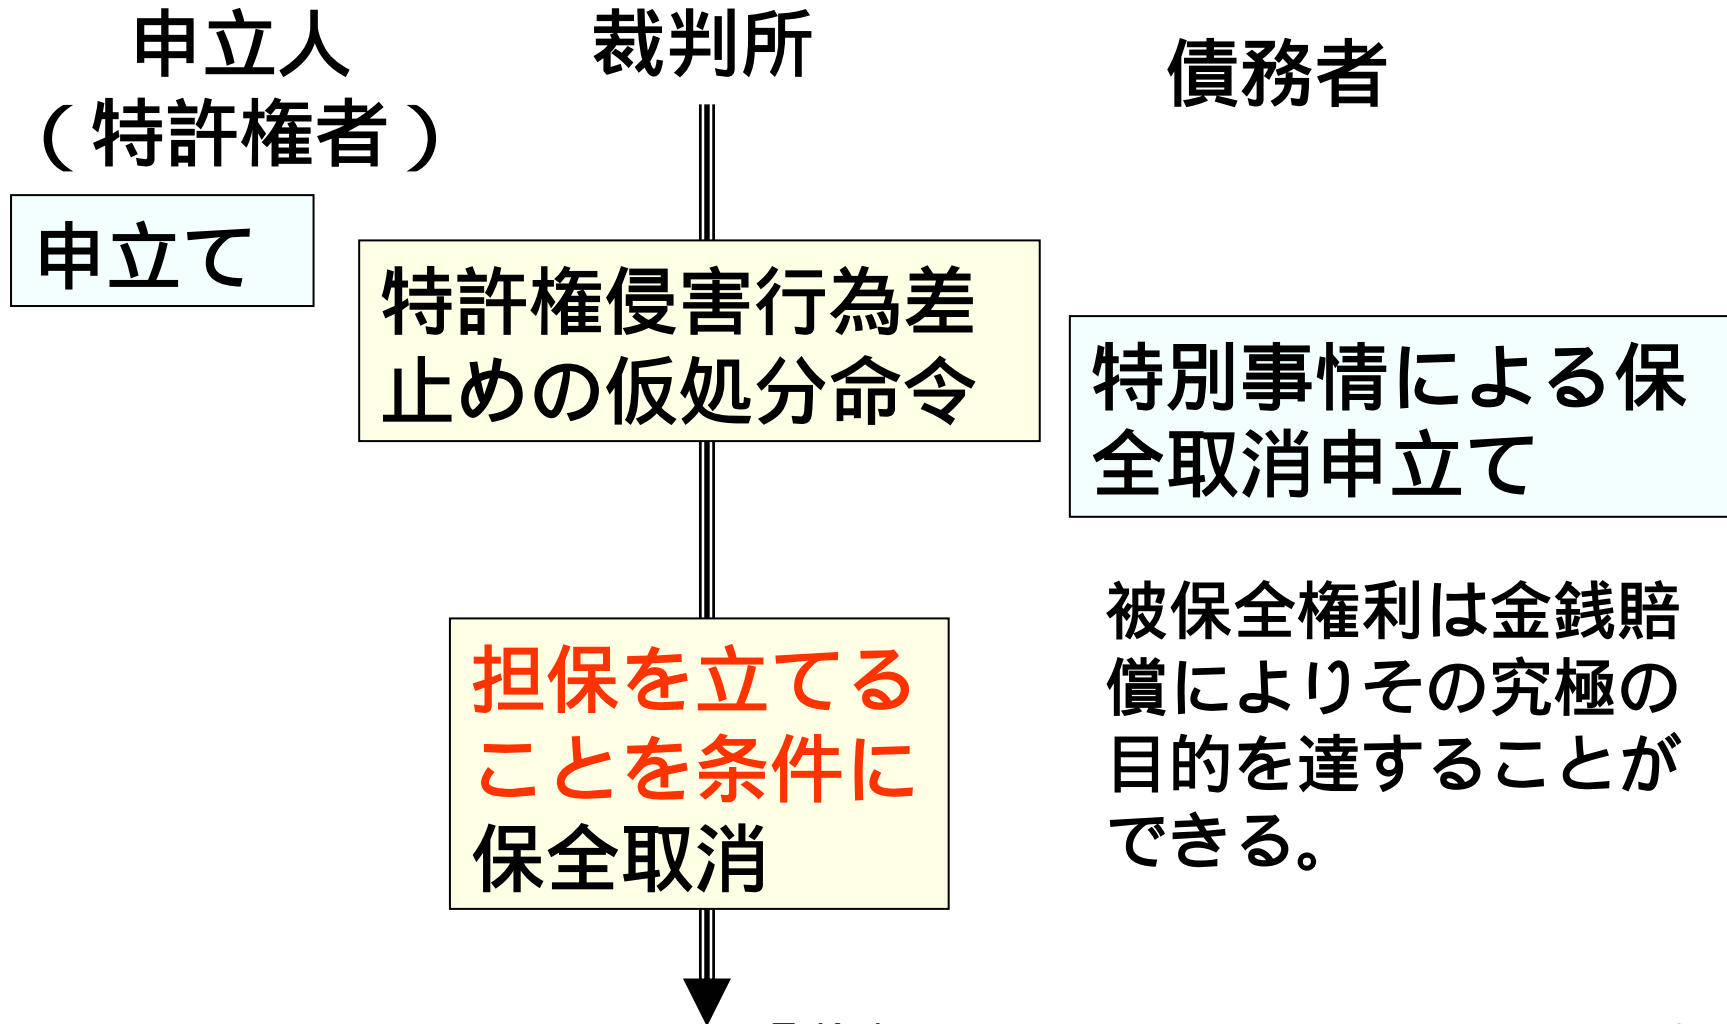 申立人
（特許権者）
裁判所
債務者
申立て
特許権侵害行為差
止めの仮処分命令
特別事情による保
全取消申立て
担保を立てる
ことを条件に
保全取消
被保全権利は金銭賠
償によりその究極の
目的を達することが
できる。